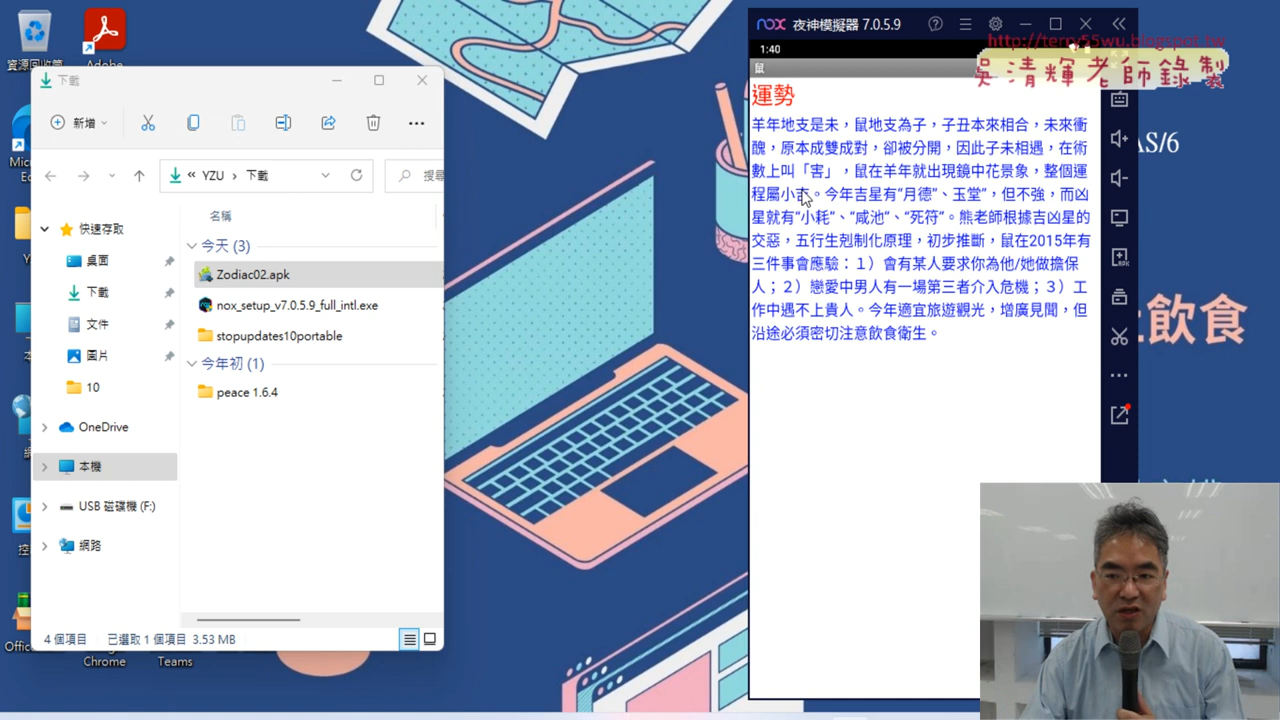 資源回收筒
Adobe
下載
新增
YZU
下載
搜尋
名稱
快速存取
桌面
下載
文件
圖片
10
OneDrive
本機
USB 磁碟機 (F:)
網路
今天 (3)
Zodiac02.apk
nox_setup_v7.0.5.9_full_intl.exe
stopupdates10portable
今年初 (1)
peace 1.6.4
4 個項目
已選取 1 個項目 3.53 MB
Chrome
Teams
nox 夜神模擬器 7.0.5.9
http://terry55wu.blogspot.tw
吳清輝老師錄製
1:40
鼠
運勢
羊年地支是未，鼠地支為子，子丑本來相合，未來衝
醜，原本成雙成對，卻被分開，因此子未相遇，在術
數上叫「害」，鼠在羊年就出現鏡中花景象，整個運
程屬小吉。今年吉星有“月德”、玉堂”，但不強，而凶
星就有“小耗”、“咸池”、“死符“。熊老師根據吉凶星的
交惡，五行生剋制化原理，初步推斷，鼠在2015年有
三件事會應驗：１）會有某人要求你為他/她做擔保
人；２）戀愛中男人有一場第三者介入危機；３）工
作中遇不上貴人。今年適宜旅遊觀光，增廣見聞，但
沿途必須密切注意飲食衛生。
AS/6
飲食